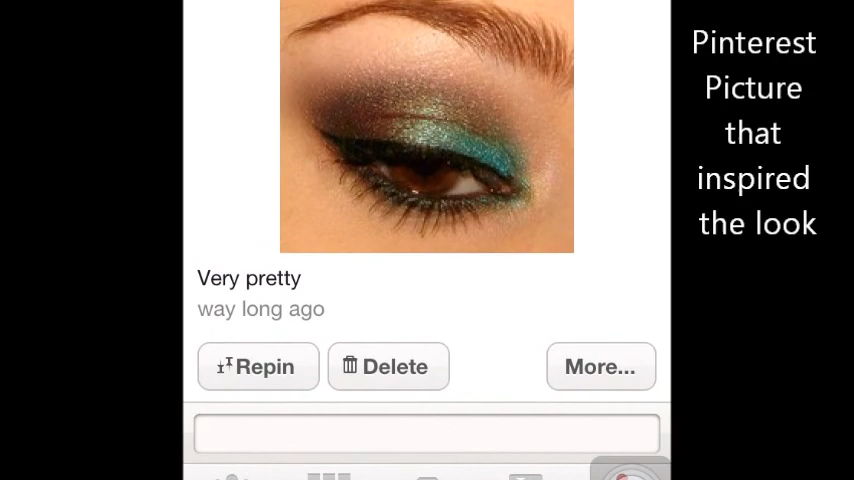 Pinterest
Picture
that
inspired
the look
Very pretty
way long ago
Repin
Delete
More...